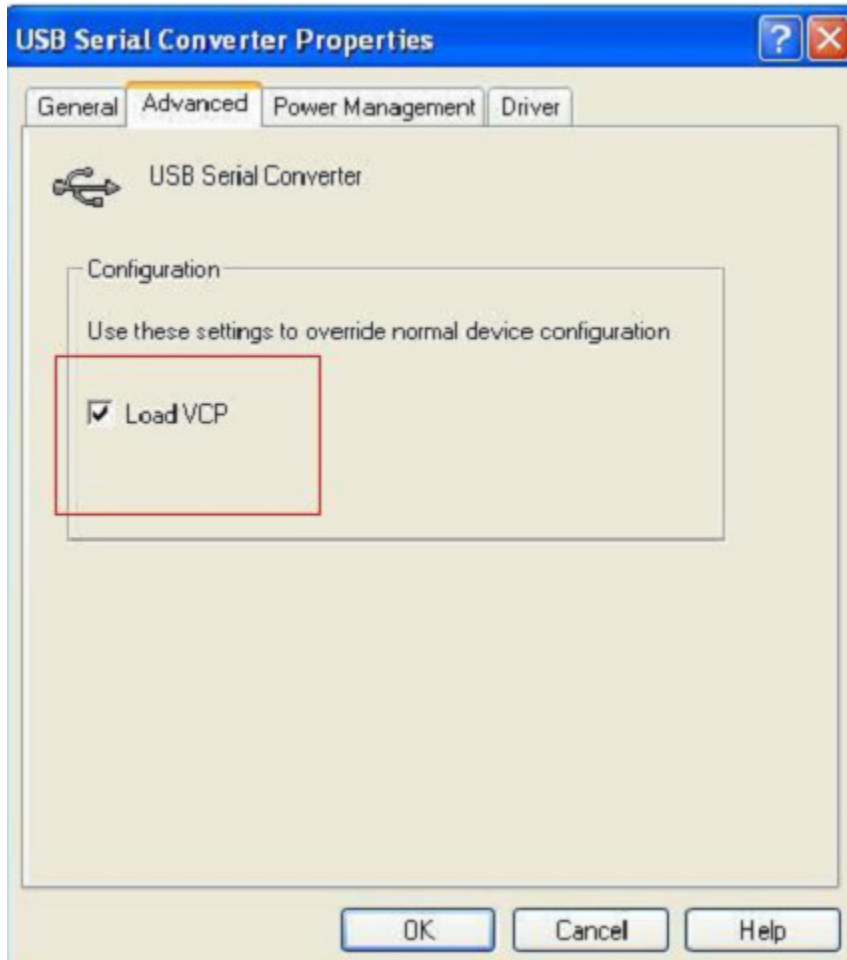 USB Serial Converter Properties
General Advanced Power Management Driver
USB Serial Converter
Configuration
Use these settings to override normal device configuration
Load VCP
OK Cancel Help